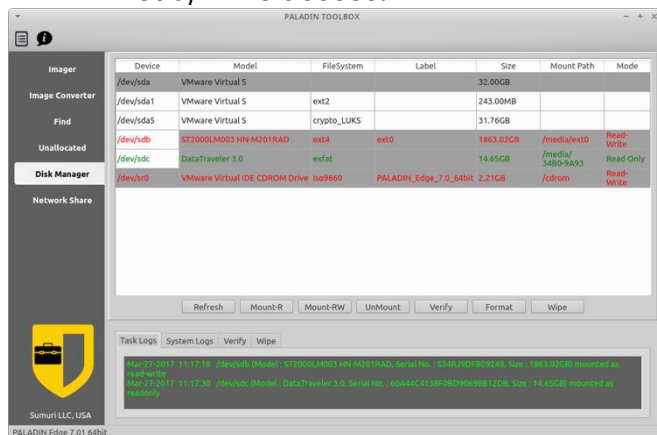 PALADIN TOOLBOX
Imager
Image Converter
Find
Unallocated
Disk Manager
Network Share
Device Model FileSystem Label Size Mount Path Mode
/dev/sda VMware Virtual S 32.00GB
/dev/sda1 VMware Virtual S ext2 243.00MB
/dev/sda5 VMware Virtual S crypto_LUKS 31.76GB
/dev/sdb ST2000LM003 HN-M201RAD ext4 ext0 1863.02GB /media/ext0 Read-Write
/dev/sdc DataTraveler 3.0 exfat 14.65GB /media/34B0-9A93 Read Only
/dev/sr0 VMware Virtual IDE CDROM Drive iso9660 PALADIN_Edge_7.0_64bit 2.21GB /cdrom Read-Write
Refresh Mount-R Mount-RW UnMount Verify Format Wipe
Task Logs System Logs Verify Wipe
Mar-27-2017 11:17:18 /dev/sdb (Model : ST2000LM003 HN-M201RAD, Serial No. : S34RJ9DFB09248, Size : 1863.02GB) mounted as
read-write
Mar-27-2017 11:17:30 /dev/sdc (Model : DataTraveler 3.0, Serial No. : 60A44C4138F0BD90698B12DB, Size : 14.65GB) mounted as
readonly
Sumuri LLC, USA
PALADIN Edge 7.01 64bit